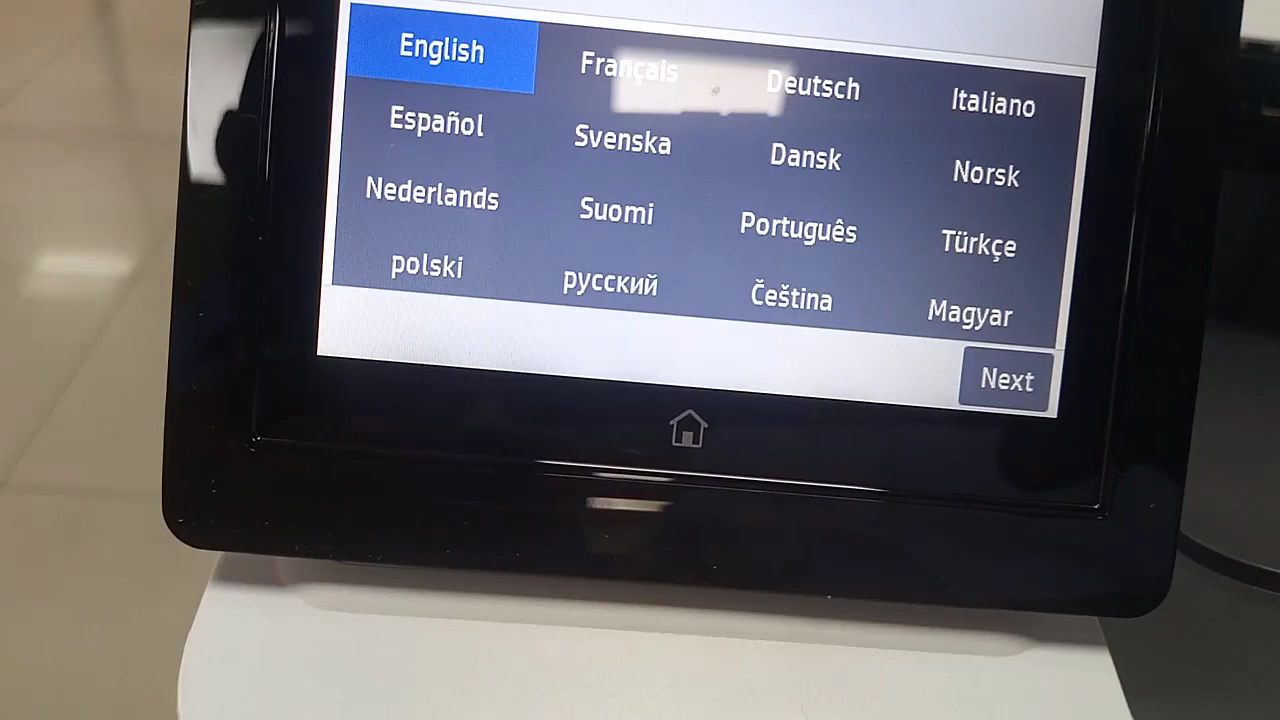 English Français Deutsch Italiano
Español Svenska Dansk Norsk
Nederlands Suomi Português Türkçe
polski русский Čeština Magyar
Next